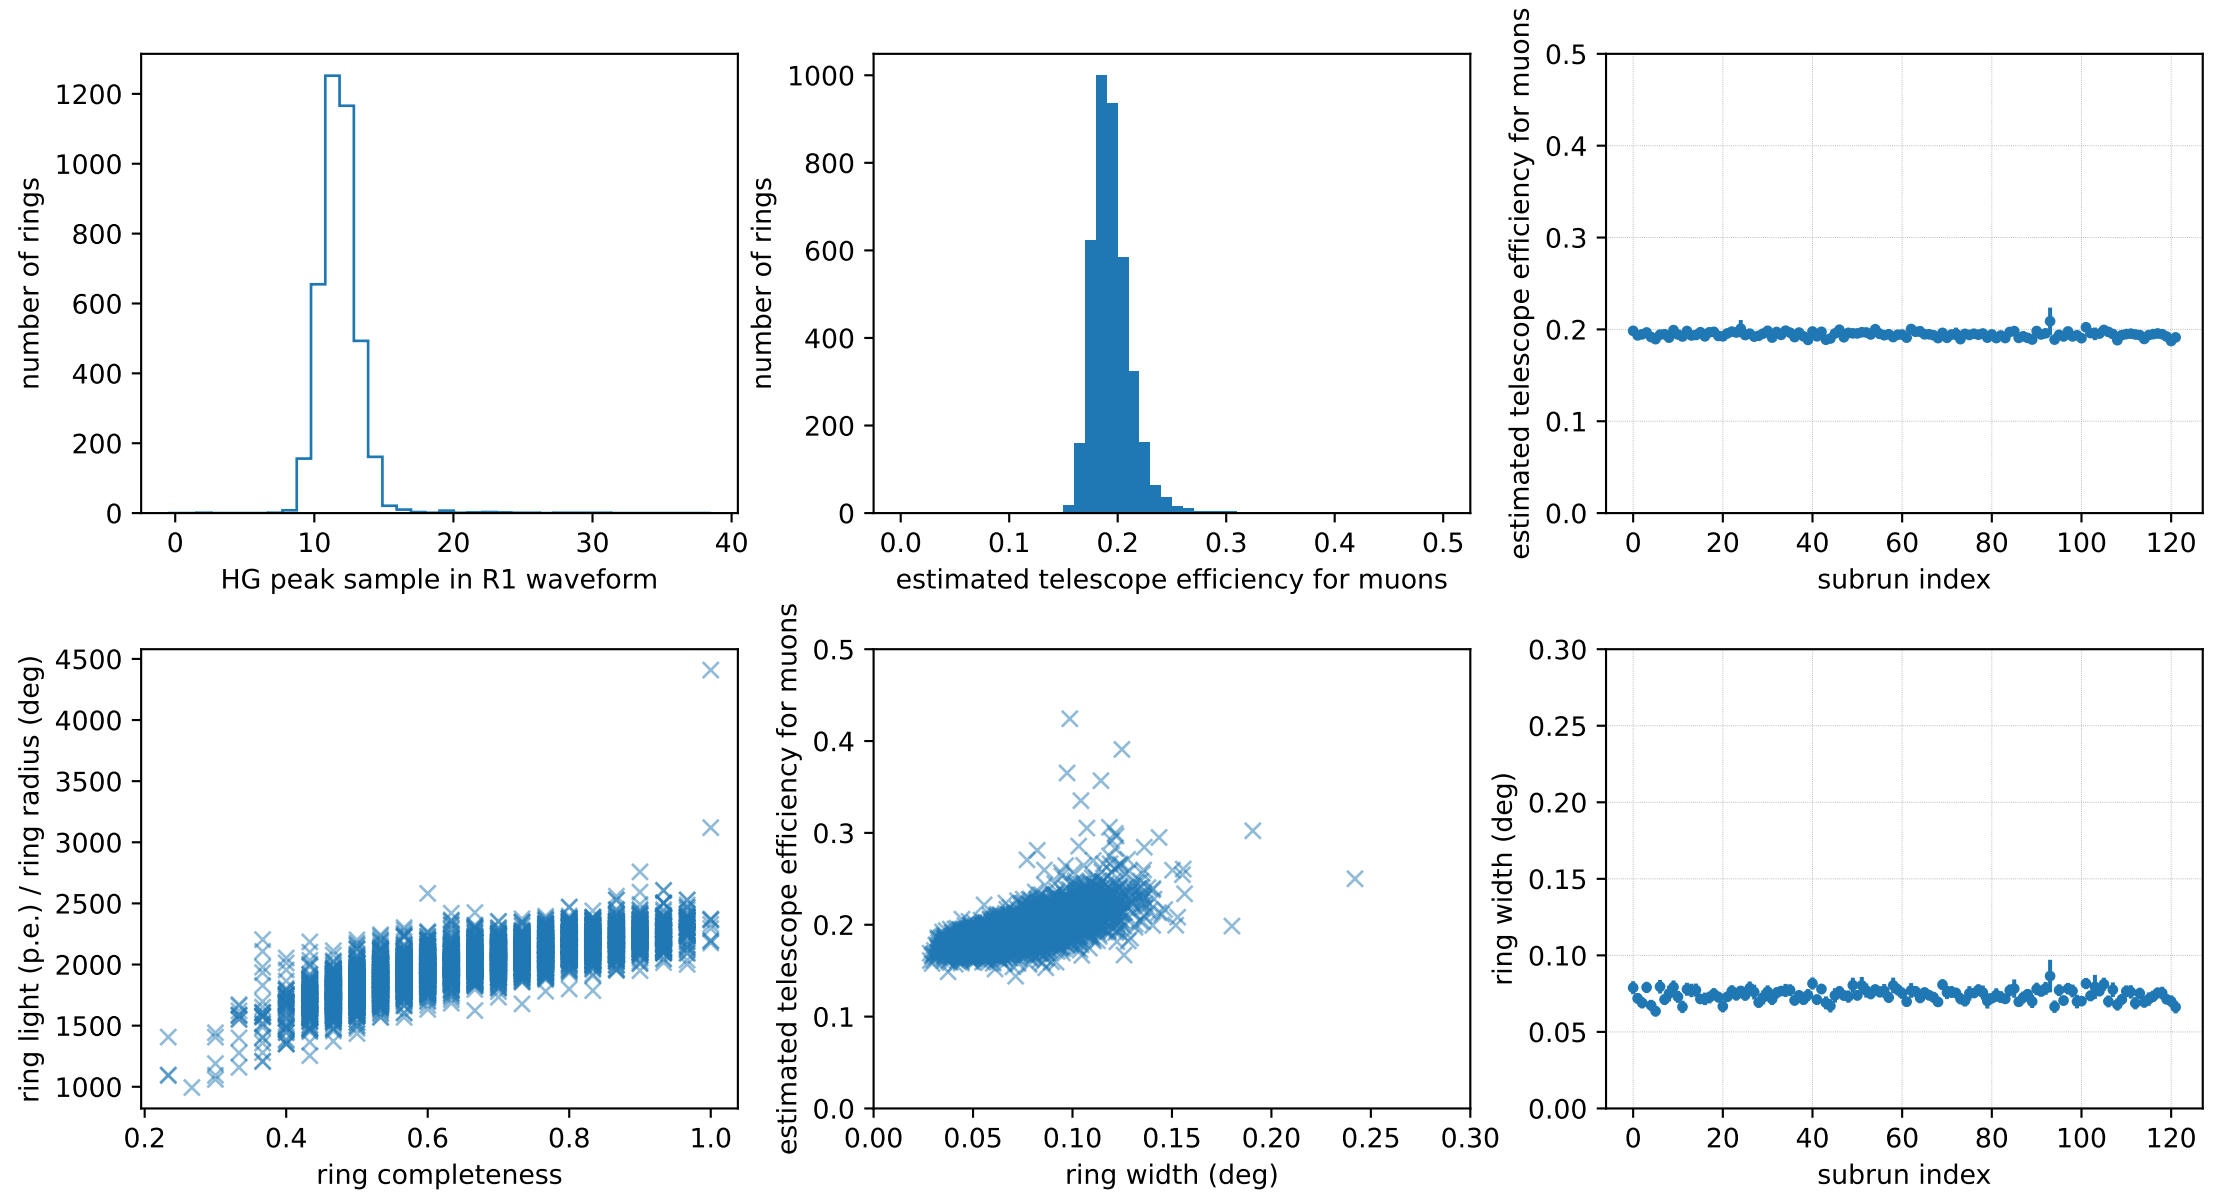 number of rings
0
200
400
600
800
1000
1200
0 10 20 30 40
HG peak sample in R1 waveform
number of rings
0
200
400
600
800
1000
0.0 0.1 0.2 0.3 0.4 0.5
estimated telescope efficiency for muons
estimated telescope efficiency for muons
0.0
0.1
0.2
0.3
0.4
0.5
0 20 40 60 80 100 120
subrun index
ring light (p.e.) / ring radius (deg)
1000
1500
2000
2500
3000
3500
4000
4500
0.2 0.4 0.6 0.8 1.0
ring completeness
estimated telescope efficiency for muons
0.0
0.1
0.2
0.3
0.4
0.5
0.00 0.05 0.10 0.15 0.20 0.25 0.30
ring width (deg)
ring width (deg)
0.00
0.05
0.10
0.15
0.20
0.25
0.30
0 20 40 60 80 100 120
subrun index